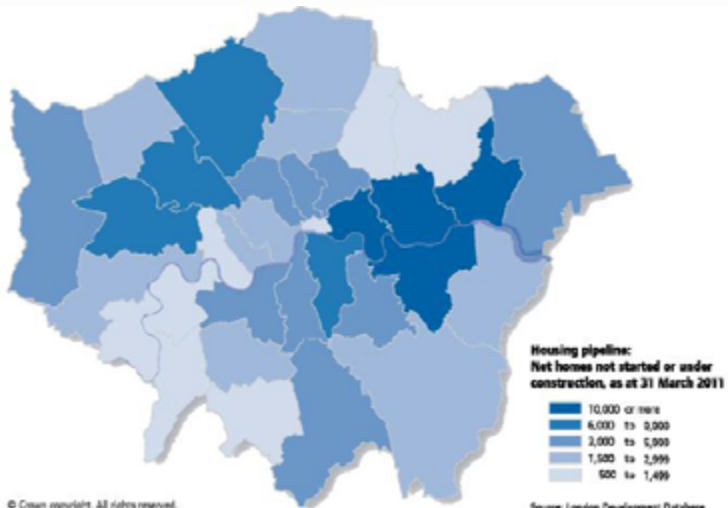 Housing pipeline:
Net homes not started or under
construction, as at 31 March 2011
10,000 or more
6,000 to
to
1,500 to 2,999
500 to 1,499
© Crown copyright. All rights reserved.
Source: London Development Database